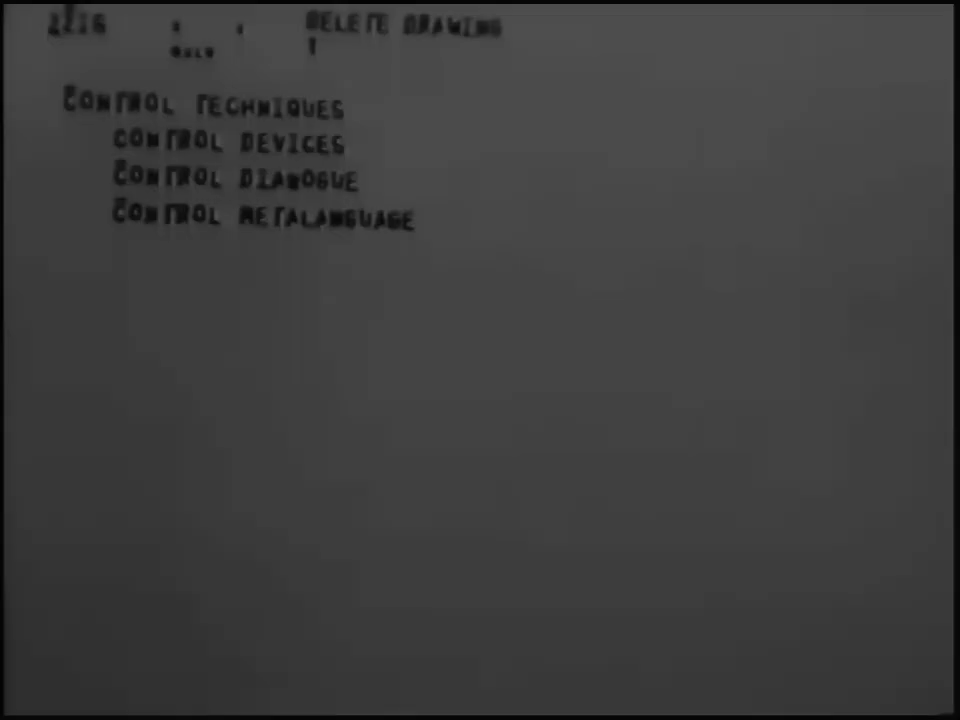 DELETE DRAWING
CONTROL TECHNIQUES
CONTROL DEVICES
CONTROL DIALOGUE
CONTROL METALANGUAGE